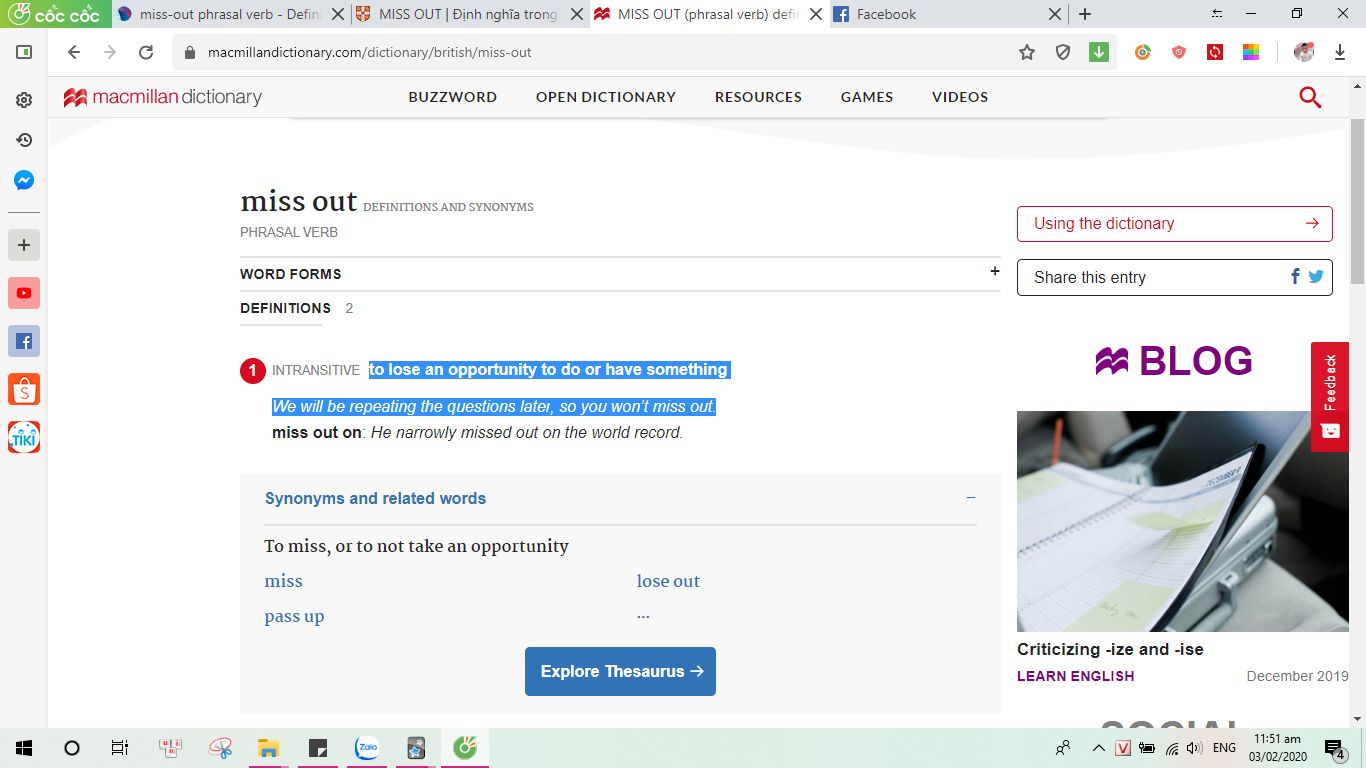 cốc cốc
miss-out phrasal verb - Defini
MISS OUT | Định nghĩa trong
MISS OUT (phrasal verb) defin
Facebook
macmillandictionary.com/dictionary/british/miss-out
macmillan dictionary
BUZZWORD
OPEN DICTIONARY
RESOURCES
GAMES
VIDEOS
miss out DEFINITIONS AND SYNONYMS
PHRASAL VERB
WORD FORMS +
DEFINITIONS 2
1 INTRANSITIVE to lose an opportunity to do or have something
We will be repeating the questions later, so you won't miss out.
miss out on: He narrowly missed out on the world record.
Synonyms and related words –
To miss, or to not take an opportunity
miss
lose out
pass up
...
Explore Thesaurus →
Using the dictionary →
Share this entry
BLOG
Feedback
DECEMBER
Criticizing -ize and -ise
LEARN ENGLISH
December 2019
SOCIAL
TIKI
Zalo
V
ENG
11:51 am
03/02/2020
4